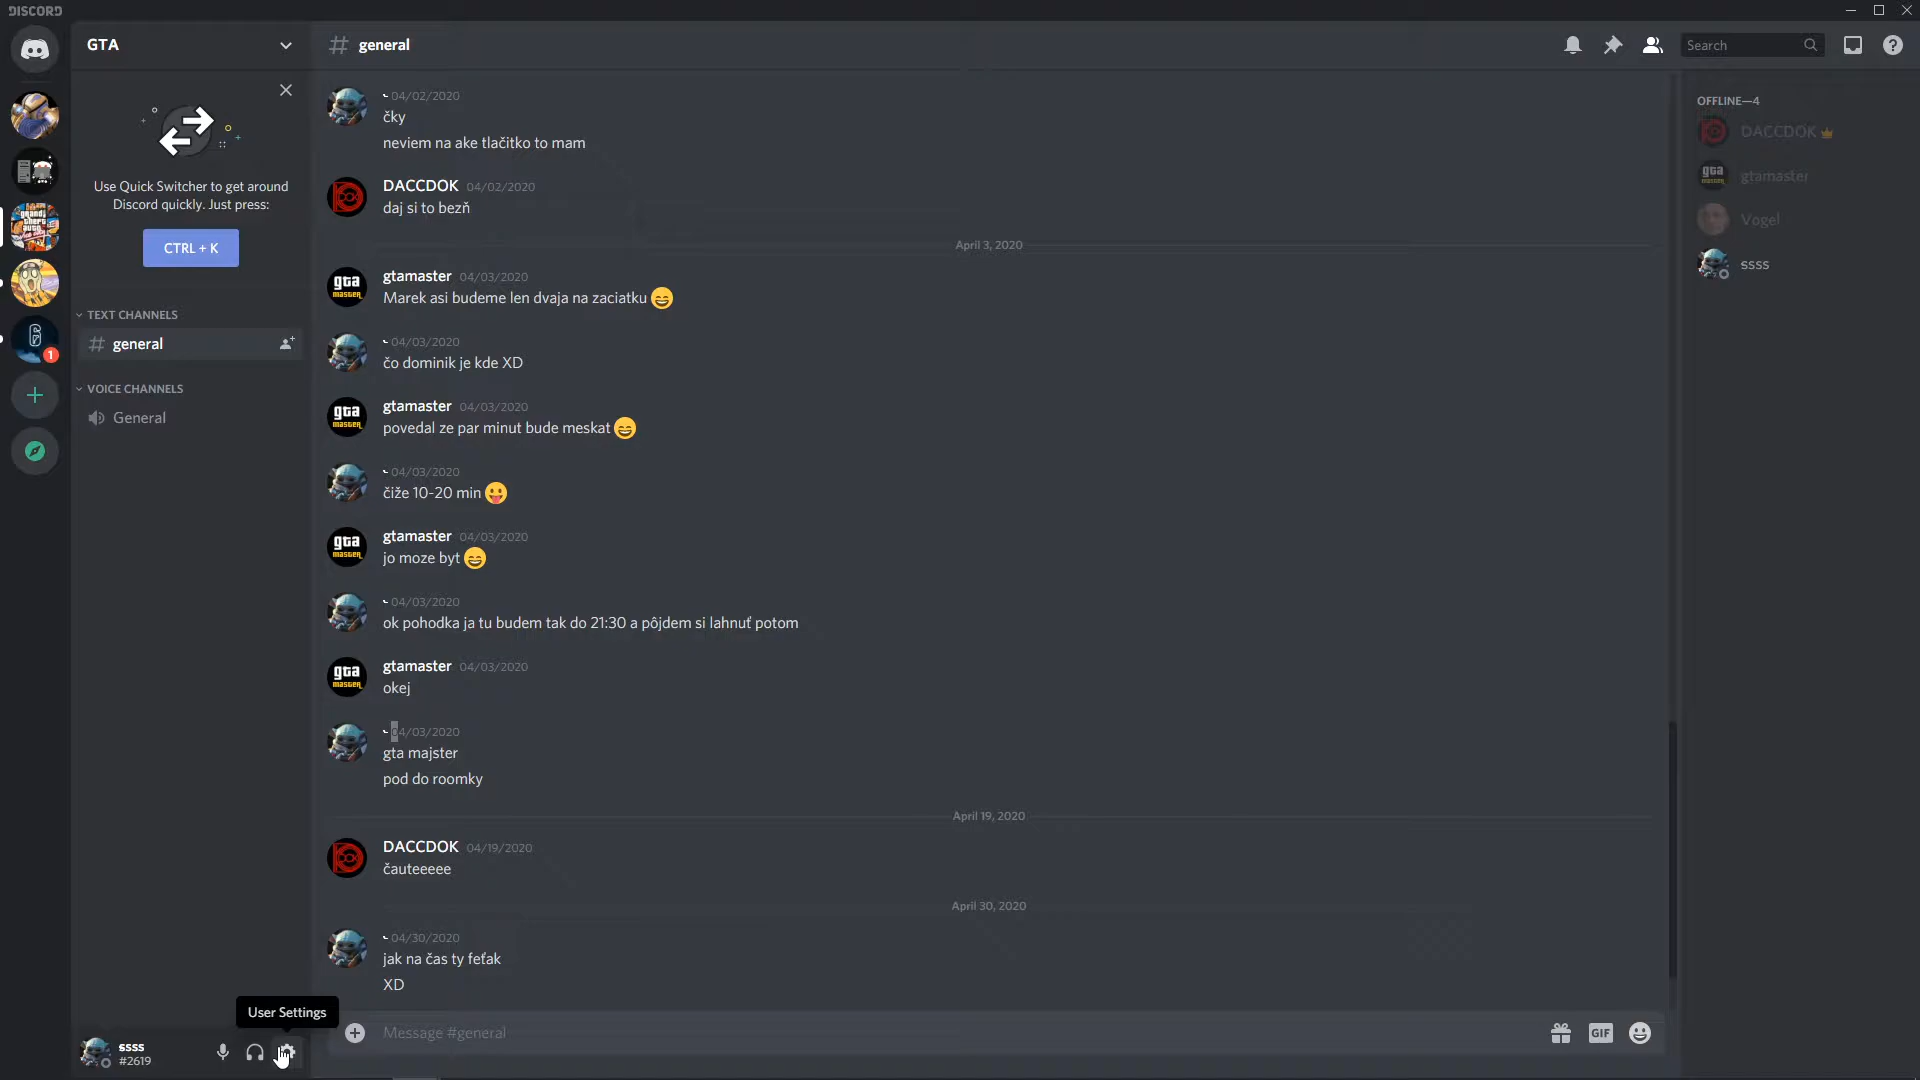 DISCORD
GTA
general
Search
Use Quick Switcher to get around
Discord quickly. Just press:
CTRL + K
TEXT CHANNELS
general
VOICE CHANNELS
General
1
04/02/2020
čky
neviem na ake tlačitko to mam
DACCDOK 04/02/2020
daj si to bezň
April 3, 2020
gtamaster 04/03/2020
Marek asi budeme len dvaja na zaciatku
04/03/2020
čo dominik je kde XD
gtamaster 04/03/2020
povedal ze par minut bude meskat
04/03/2020
čiže 10-20 min
gtamaster 04/03/2020
jo moze byt
04/03/2020
ok pohodka ja tu budem tak do 21:30 a pôjdem si lahnuť potom
gtamaster 04/03/2020
okej
04/03/2020
gta majster
pod do roomky
April 19, 2020
DACCDOK 04/19/2020
čauteeeee
April 30, 2020
04/30/2020
jak na čas ty feťak
XD
Message #general
GIF
User Settings
ssss
#2619
OFFLINE—4
DACCDOK
gtamaster
Vogel
ssss